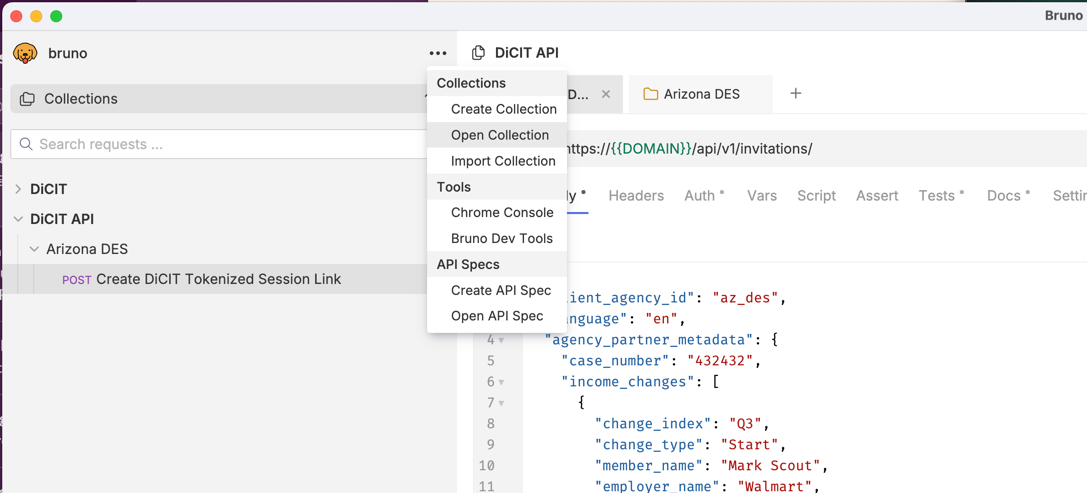 Bruno
bruno
DiCIT API
Collections
Collections
Create Collection
Open Collection
Import Collection
Tools
Chrome Console
Bruno Dev Tools
API Specs
Create API Spec
Open API Spec
Search requests ...
DiCIT
DiCIT API
Arizona DES
POST Create DiCIT Tokenized Session Link
D...
Arizona DES
https://{{DOMAIN}}/api/v1/invitations/
Headers Auth Vars Script Assert Tests Docs
"az_des",
"en",
4 "agency_partner_metadata": {
5 "case_number": "432432",
6 "income_changes": [
7 {
8 "change_index": "Q3",
9 "change_type": "Start",
10 "member_name": "Mark Scout",
11 "employer_name": "Walmart",